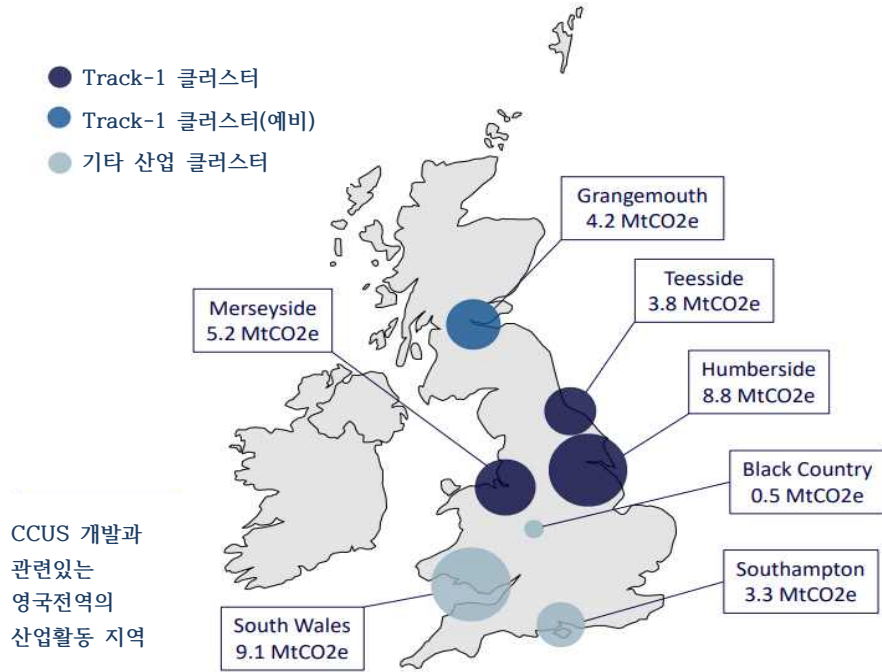 Track-1 클러스터
Track-1 클러스터(예비)
기타 산업 클러스터
Grangemouth
4.2 MtCO2e
Teesside
3.8 MtCO2e
Merseyside
5.2 MtCO2e
Humberside
8.8 MtCO2e
Black Country
0.5 MtCO2e
Southampton
3.3 MtCO2e
South Wales
9.1 MtCO2e
CCUS 개발과
관련있는
영국전역의
산업활동 지역